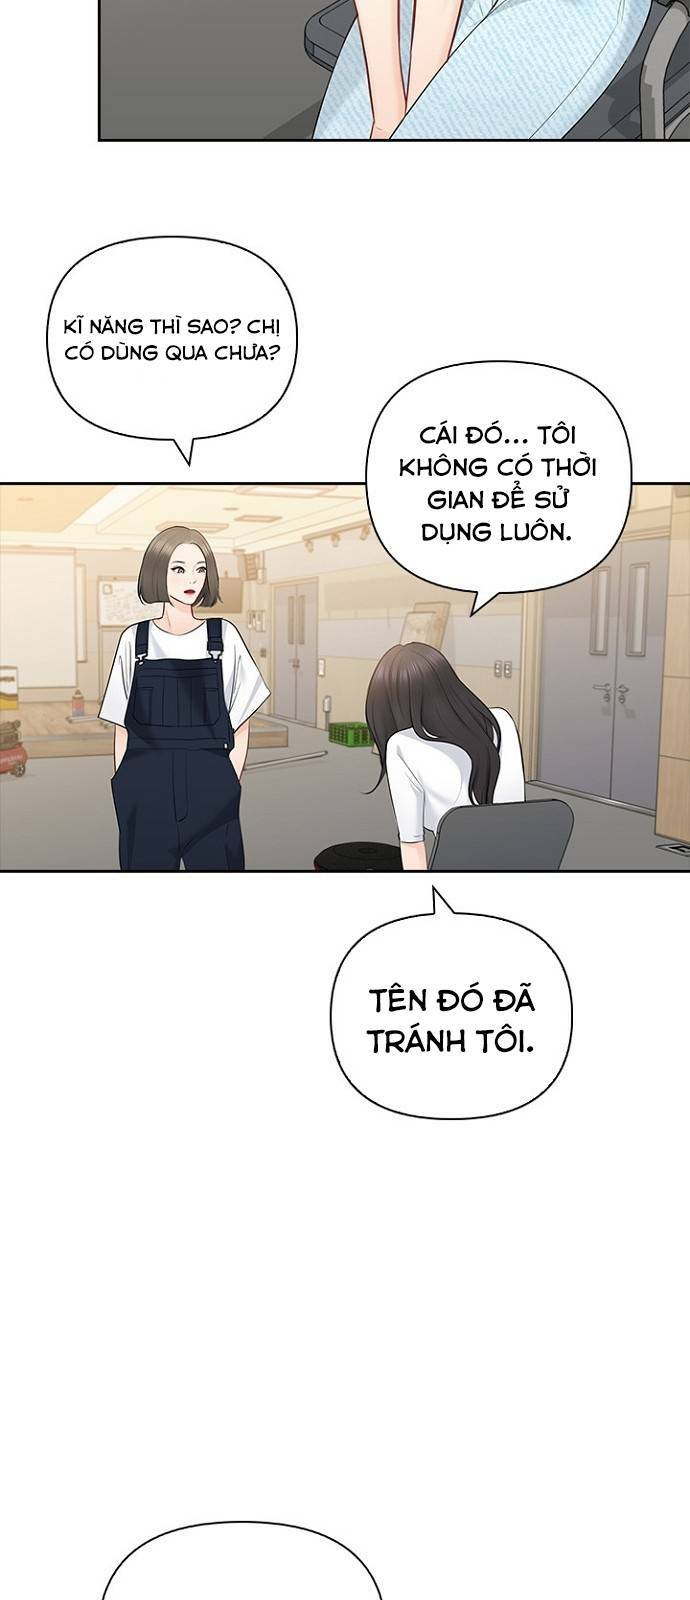 KĨ NĂNG THÌ SAO? CHỊ
CÓ DÙNG QUA CHƯA?
CÁI ĐÓ... TÔI
KHÔNG CÓ THỜI
GIAN ĐỂ SỬ
DỤNG LUÔN.
TÊN ĐÓ ĐÃ
TRÁNH TÔI.